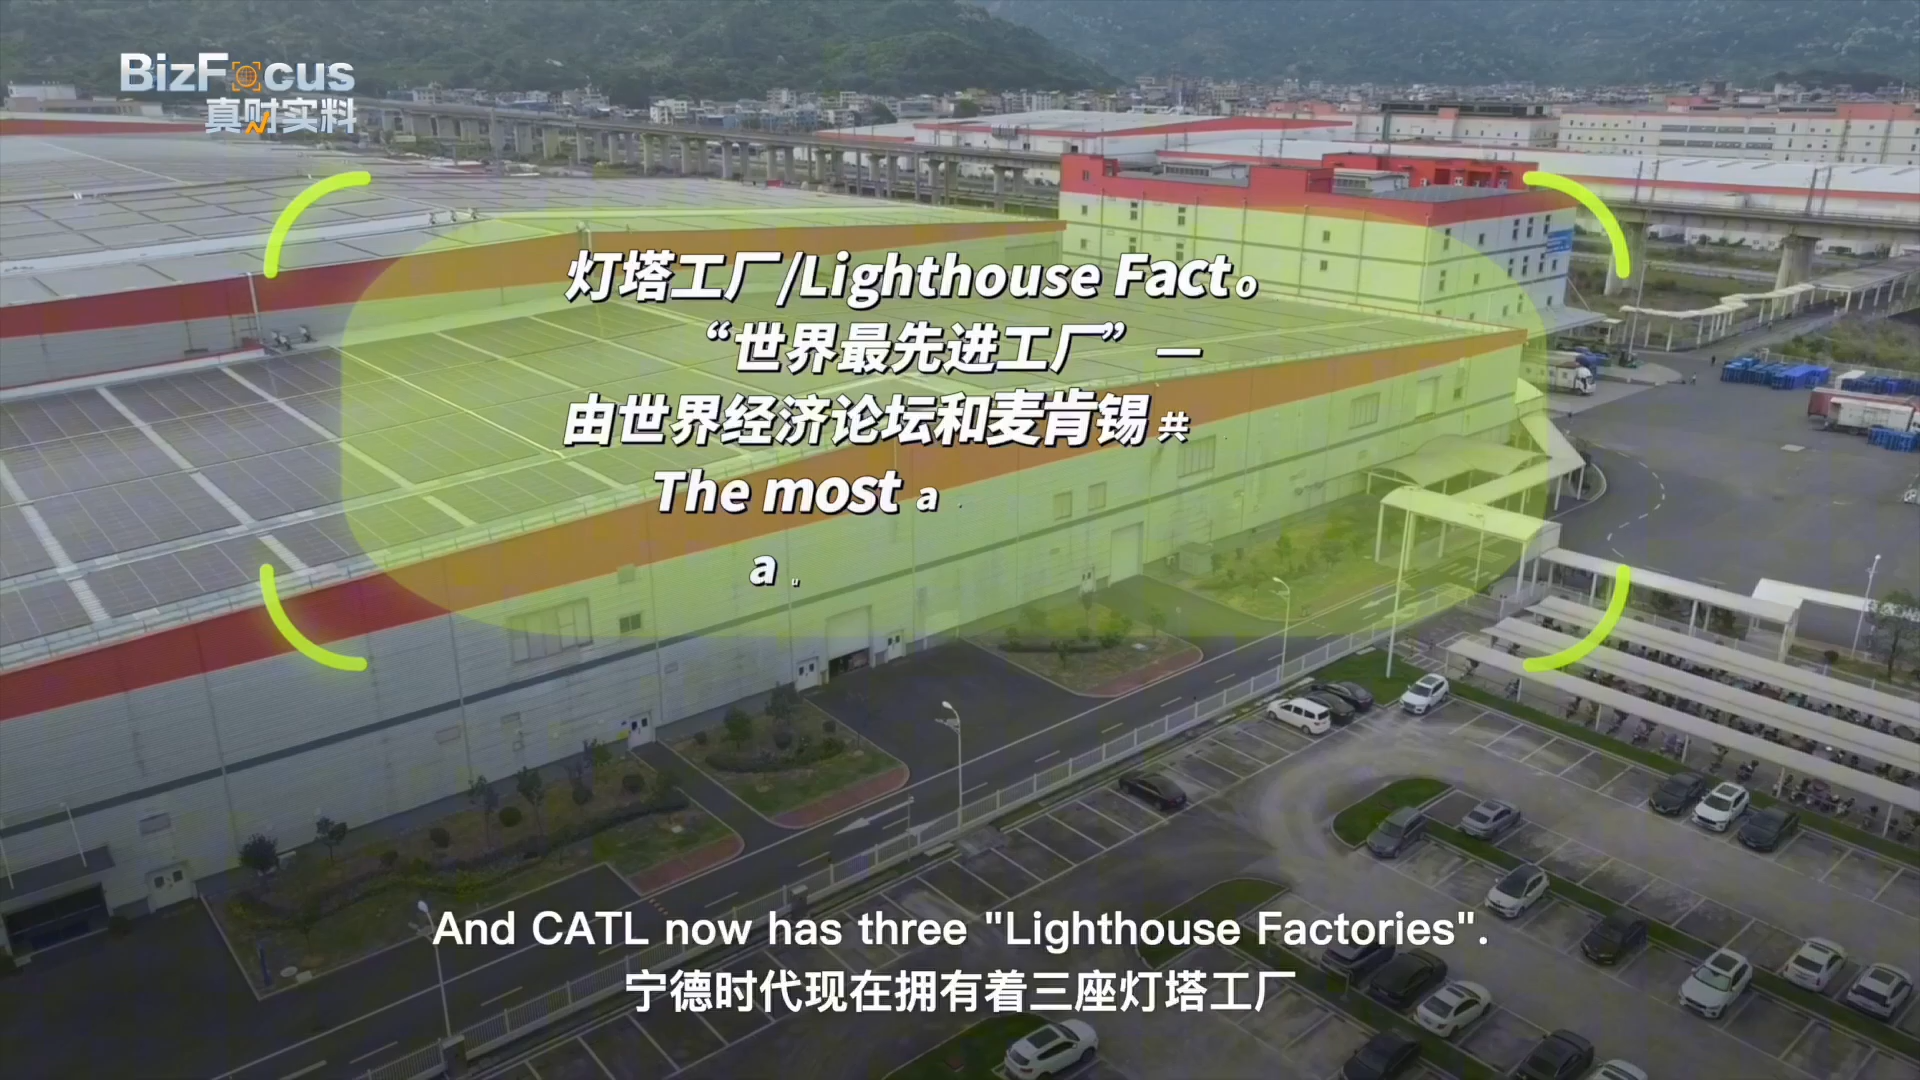 BizFocus
真财实料
灯塔工厂/Lighthouse Fact。
“世界最先进工厂”—
由世界经济论坛和麦肯锡共
The most a
a u
And CATL now has three "Lighthouse Factories".
宁德时代现在拥有着三座灯塔工厂